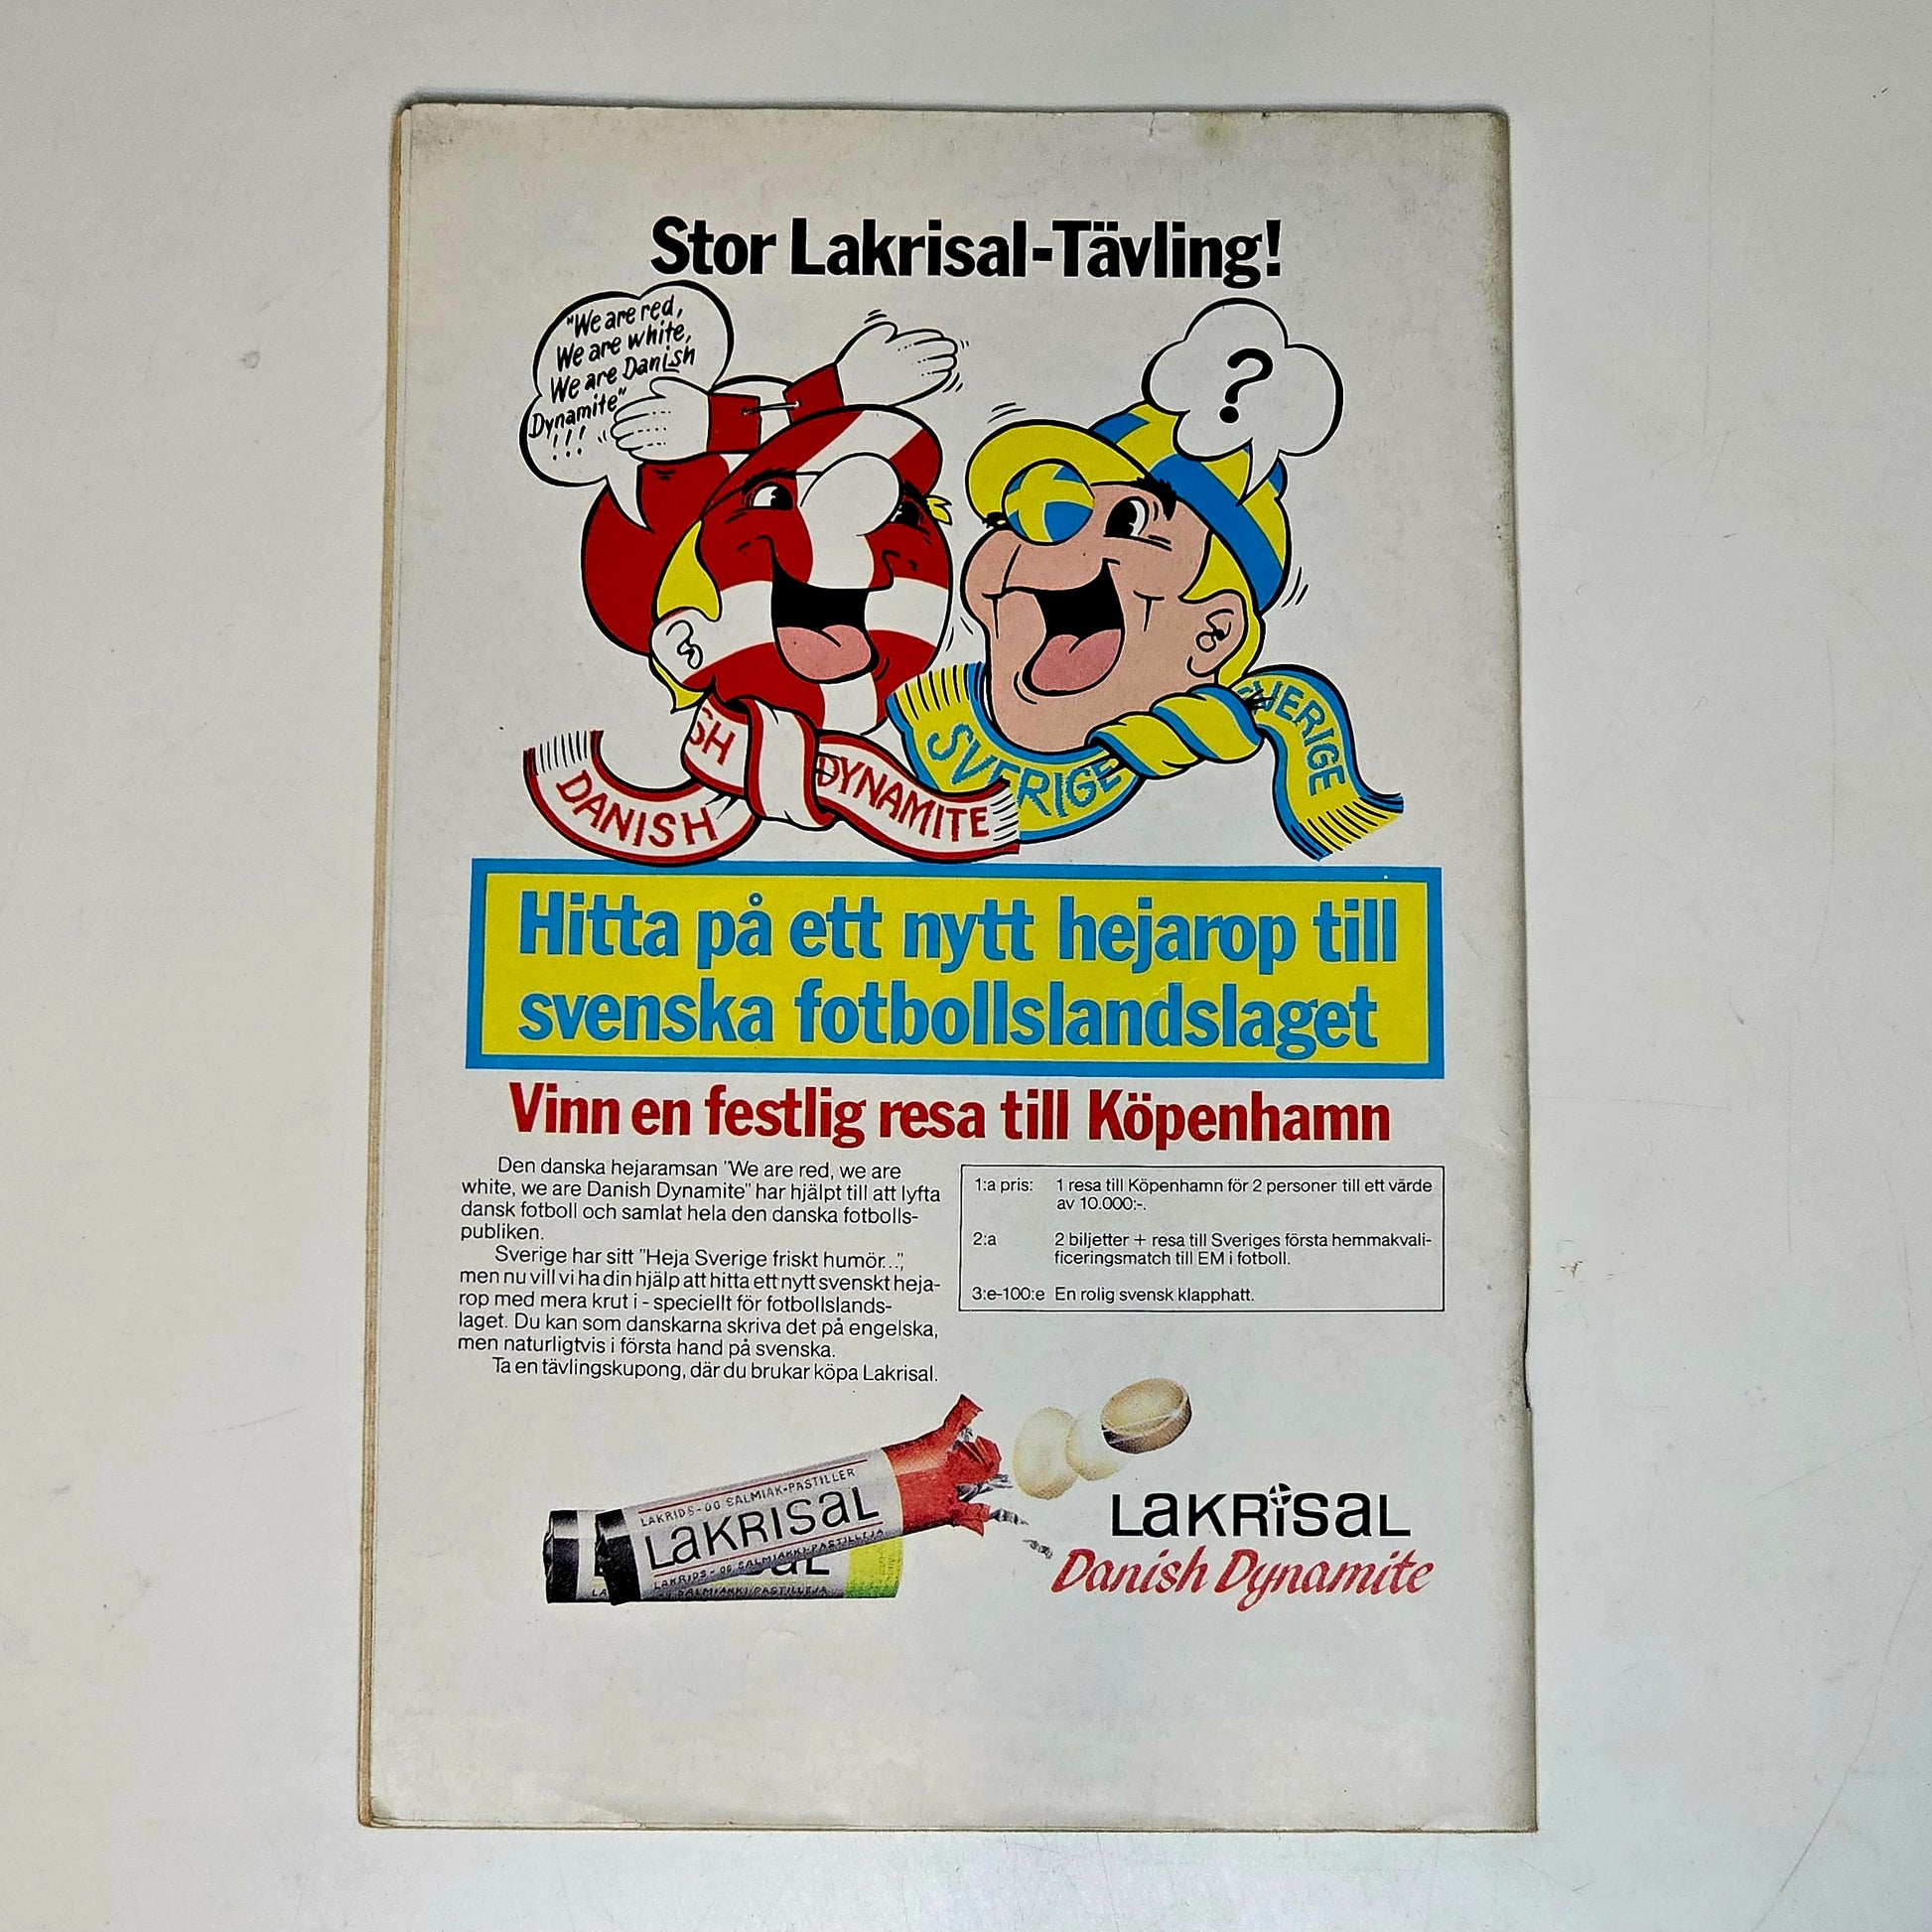 Stor Lakrisal-Tävling!
"We are red,
We are white,
We are Danish
Dynamite"
!!!
?
DANISH
SH
DYNAMITE
SVERIGE
SVERIGE
Hitta på ett nytt hejarop till
svenska fotbollslandslaget
Vinn en festlig resa till Köpenhamn
Den danska hejaramsan "We are red, we are
white, we are Danish Dynamite" har hjälpt till att lyfta
dansk fotboll och samlat hela den danska fotbolls-
publiken.
Sverige har sitt "Heja Sverige friskt humör...",
men nu vill vi ha din hjälp att hitta ett nytt svenskt heja-
rop med mera krut i - speciellt för fotbollslands-
laget. Du kan som danskarna skriva det på engelska,
men naturligtvis i första hand på svenska.
Ta en tävlingskupong, där du brukar köpa Lakrisal.
1:a pris: 1 resa till Köpenhamn för 2 personer till ett värde
av 10.000:-.
2:a 2 biljetter + resa till Sveriges första hemmakvali-
ficeringsmatch till EM i fotboll.
3:e-100:e En rolig svensk klapphatt.
LAKRIDS- OG SALMIAK-PASTILLER
LAKRISAL
LAKRIDS- OG SALMIAKKI-PASTILLEJA
SALMIAKKI PASTILLEJA
LAKRISAL
Danish Dynamite